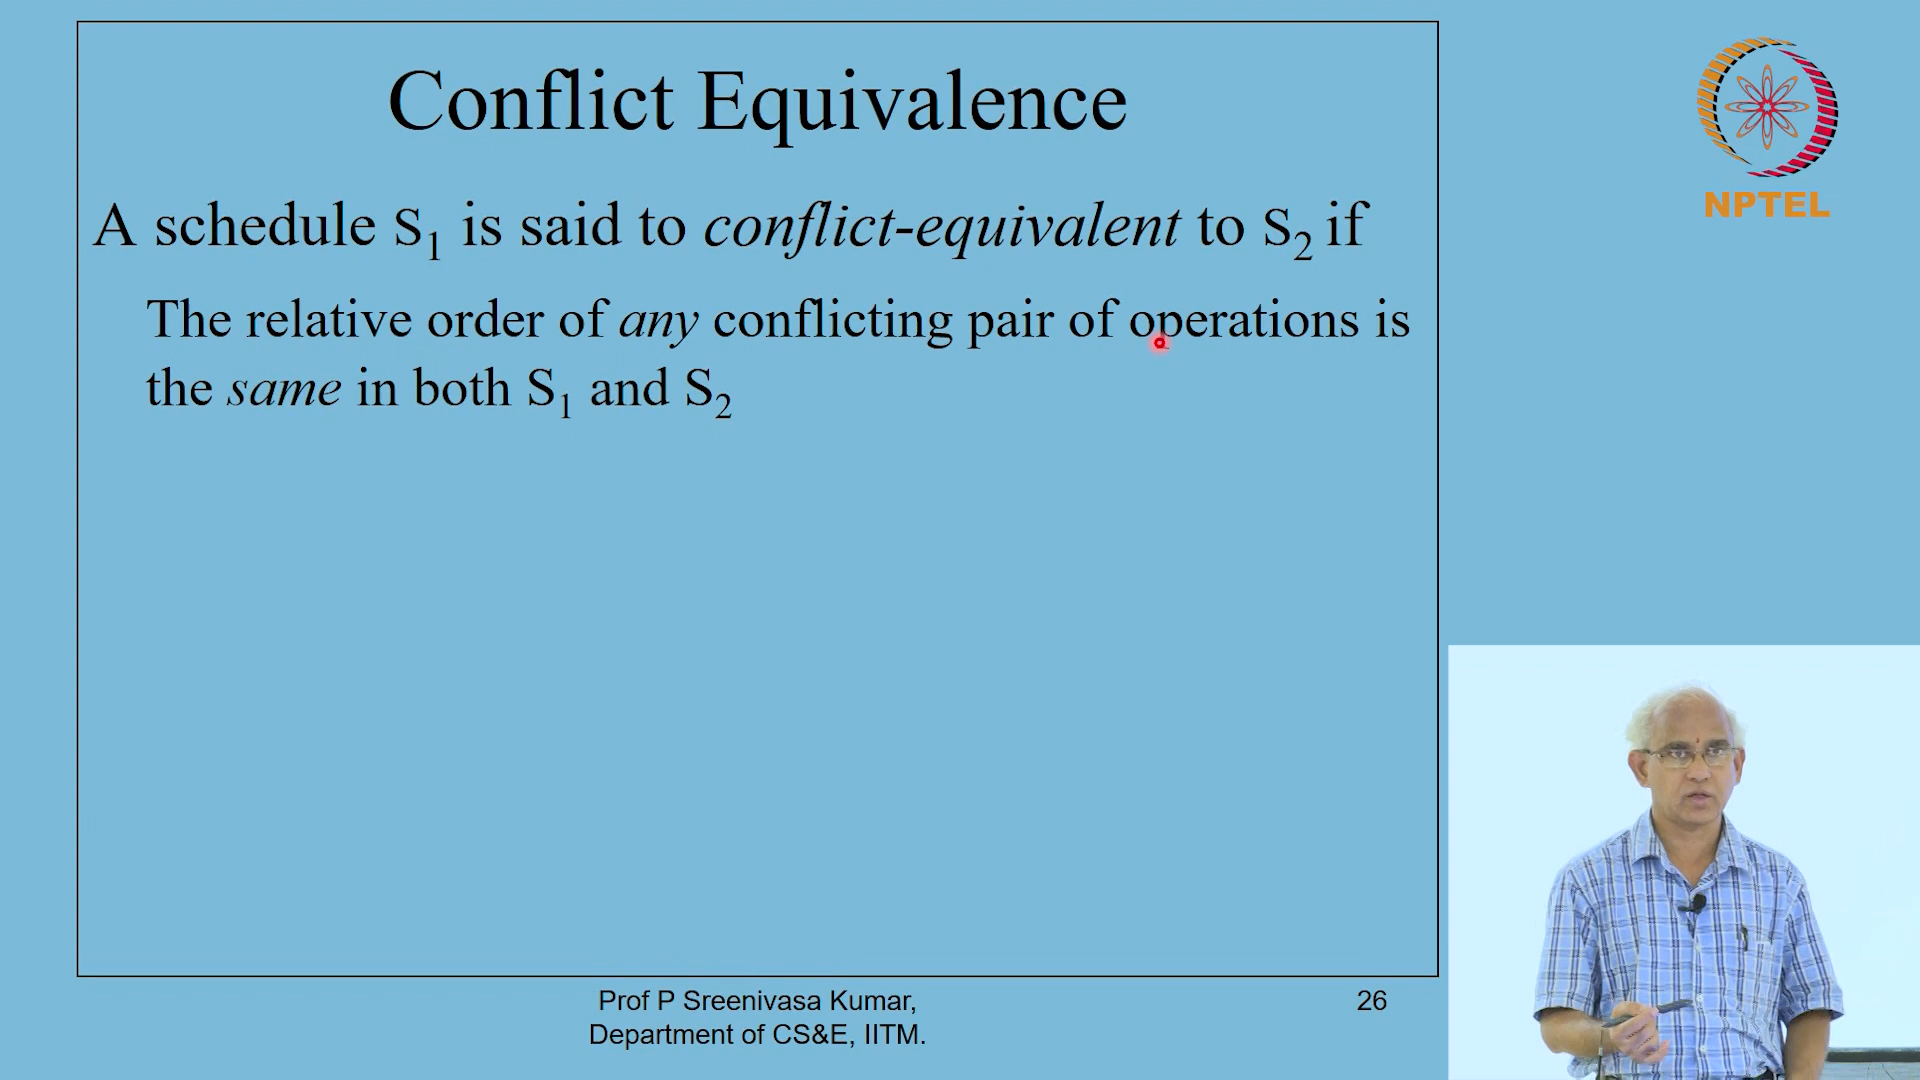 Conflict Equivalence
A schedule S₁ is said to conflict-equivalent to S₂ if
The relative order of any conflicting pair of operations is
the same in both S₁ and S₂
NPTEL
Prof P Sreenivasa Kumar,
Department of CS&E, IITM.
26